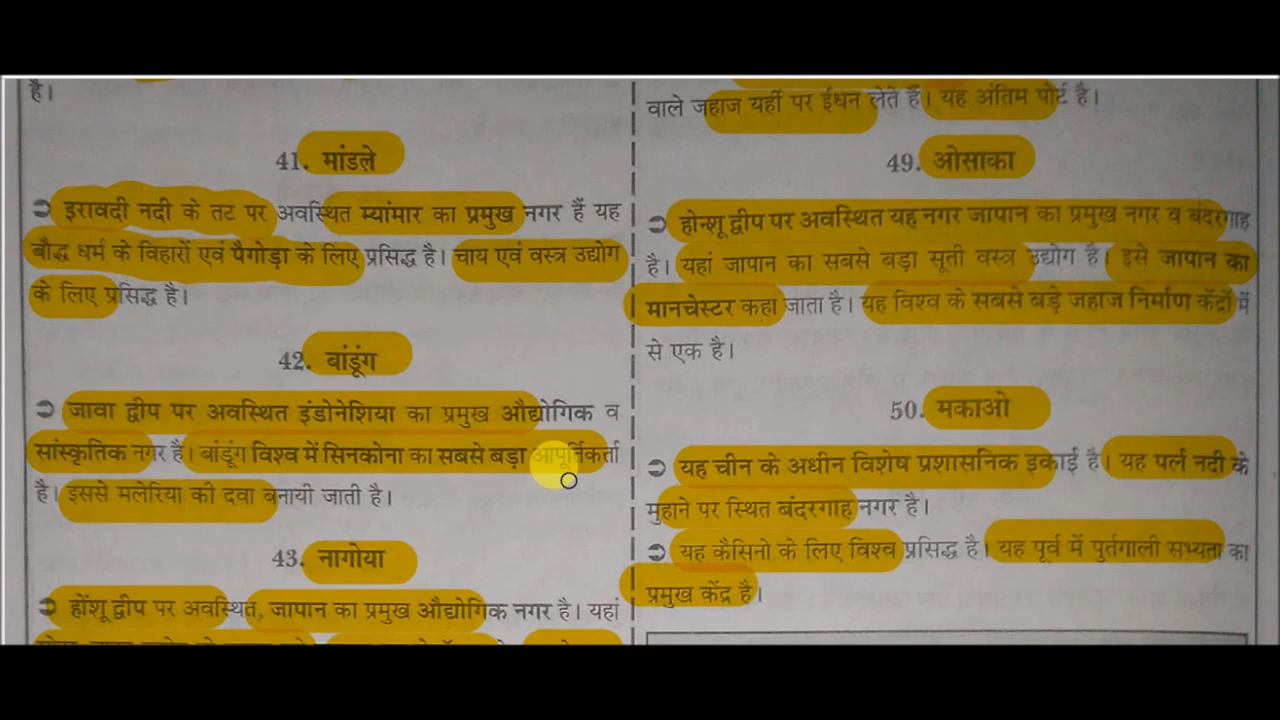 है।
41. मांडले
➲ इरावदी नदी के तट पर अवस्थित म्यांमार का प्रमुख नगर हैं यह
बौद्ध धर्म के विहारों एवं पैगोड़ा के लिए प्रसिद्ध है। चाय एवं वस्त्र उद्योग
के लिए प्रसिद्ध है।
42. बांडूंग
➲ जावा द्वीप पर अवस्थित इंडोनेशिया का प्रमुख औद्योगिक व
सांस्कृतिक नगर है। बांडूंग विश्व में सिनकोना का सबसे बड़ा आपूर्तिकर्ता
है। इससे मलेरिया की दवा बनायी जाती है।
43. नागोया
➲ होंशू द्वीप पर अवस्थित, जापान का प्रमुख औद्योगिक नगर है। यहां
वाले जहाज यहीं पर ईधन लेते हैं। यह अंतिम पोर्ट है।
49. ओसाका
➲ होन्शू द्वीप पर अवस्थित यह नगर जापान का प्रमुख नगर व बंदरगाह
है। यहां जापान का सबसे बड़ा सूती वस्त्र उद्योग है। इसे जापान का
मानचेस्टर कहा जाता है। यह विश्व के सबसे बड़े जहाज निर्माण केंद्रों में
से एक है।
50. मकाओ
➲ यह चीन के अधीन विशेष प्रशासनिक इकाई है। यह पर्ल नदी के
मुहाने पर स्थित बंदरगाह नगर है।
➲ यह कैसिनो के लिए विश्व प्रसिद्ध है। यह पूर्व में पुर्तगाली सभ्यता का
प्रमुख केंद्र है।